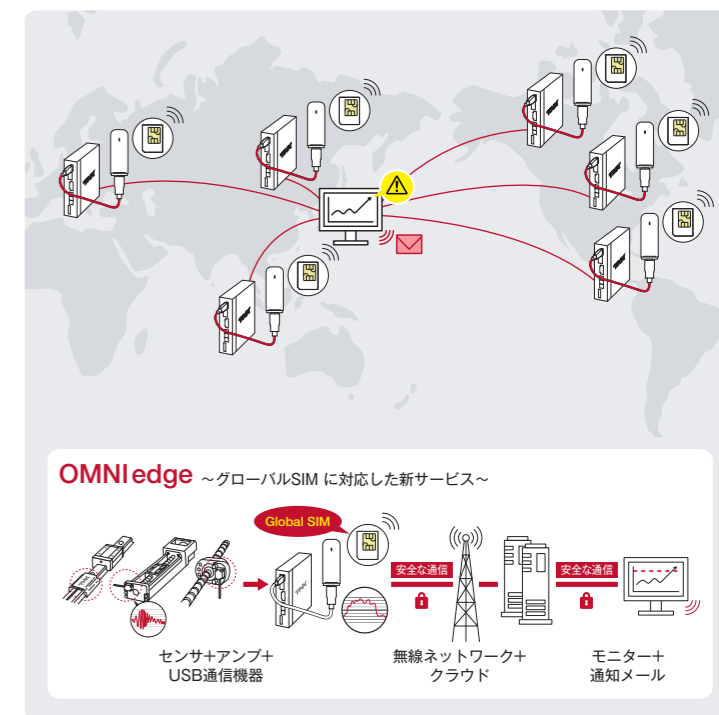 OMNI edge ～グローバルSIM に対応した新サービス～
Global SIM
安全な通信
安全な通信
センサ+アンプ+
USB通信機器
無線ネットワーク+
クラウド
モニター+
通知メール